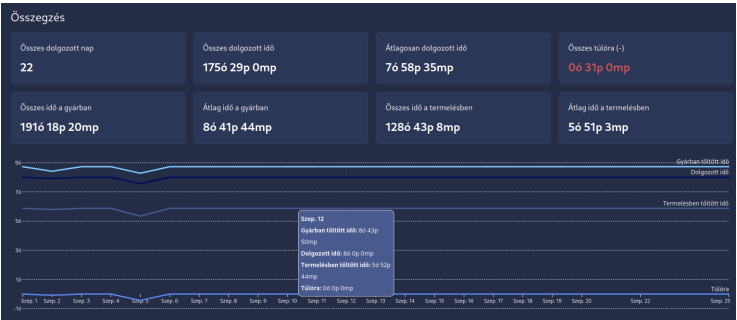 Összegzés
Összes dolgozott nap
22
Összes dolgozott idő
175ó 29p 0mp
Átlagosan dolgozott idő
7ó 58p 35mp
Összes túlóra (-)
0ó 31p 0mp
Összes idő a gyárban
191ó 18p 20mp
Átlag idő a gyárban
8ó 41p 44mp
Összes idő a termelésben
128ó 43p 8mp
Átlag idő a termelésben
5ó 51p 3mp
9ó
7ó
5ó
3ó
1ó
-1ó
Gyárban töltött idő
Dolgozott idő
Termelésben töltött idő
Túlóra
Szep. 12
Gyárban töltött idő: 8ó 43p
50mp
Dolgozott idő: 8ó 0p 0mp
Termelésben töltött idő: 5ó 52p
44mp
Túlóra: 0ó 0p 0mp
Szep. 1 Szep. 2 Szep. 3 Szep. 4 Szep. 5 Szep. 6 Szep. 7 Szep. 8 Szep. 9 Szep. 10 Szep. 11 Szep. 12 Szep. 13 Szep. 14 Szep. 15 Szep. 16 Szep. 17 Szep. 18 Szep. 19 Szep. 20 Szep. 22 Szep. 25